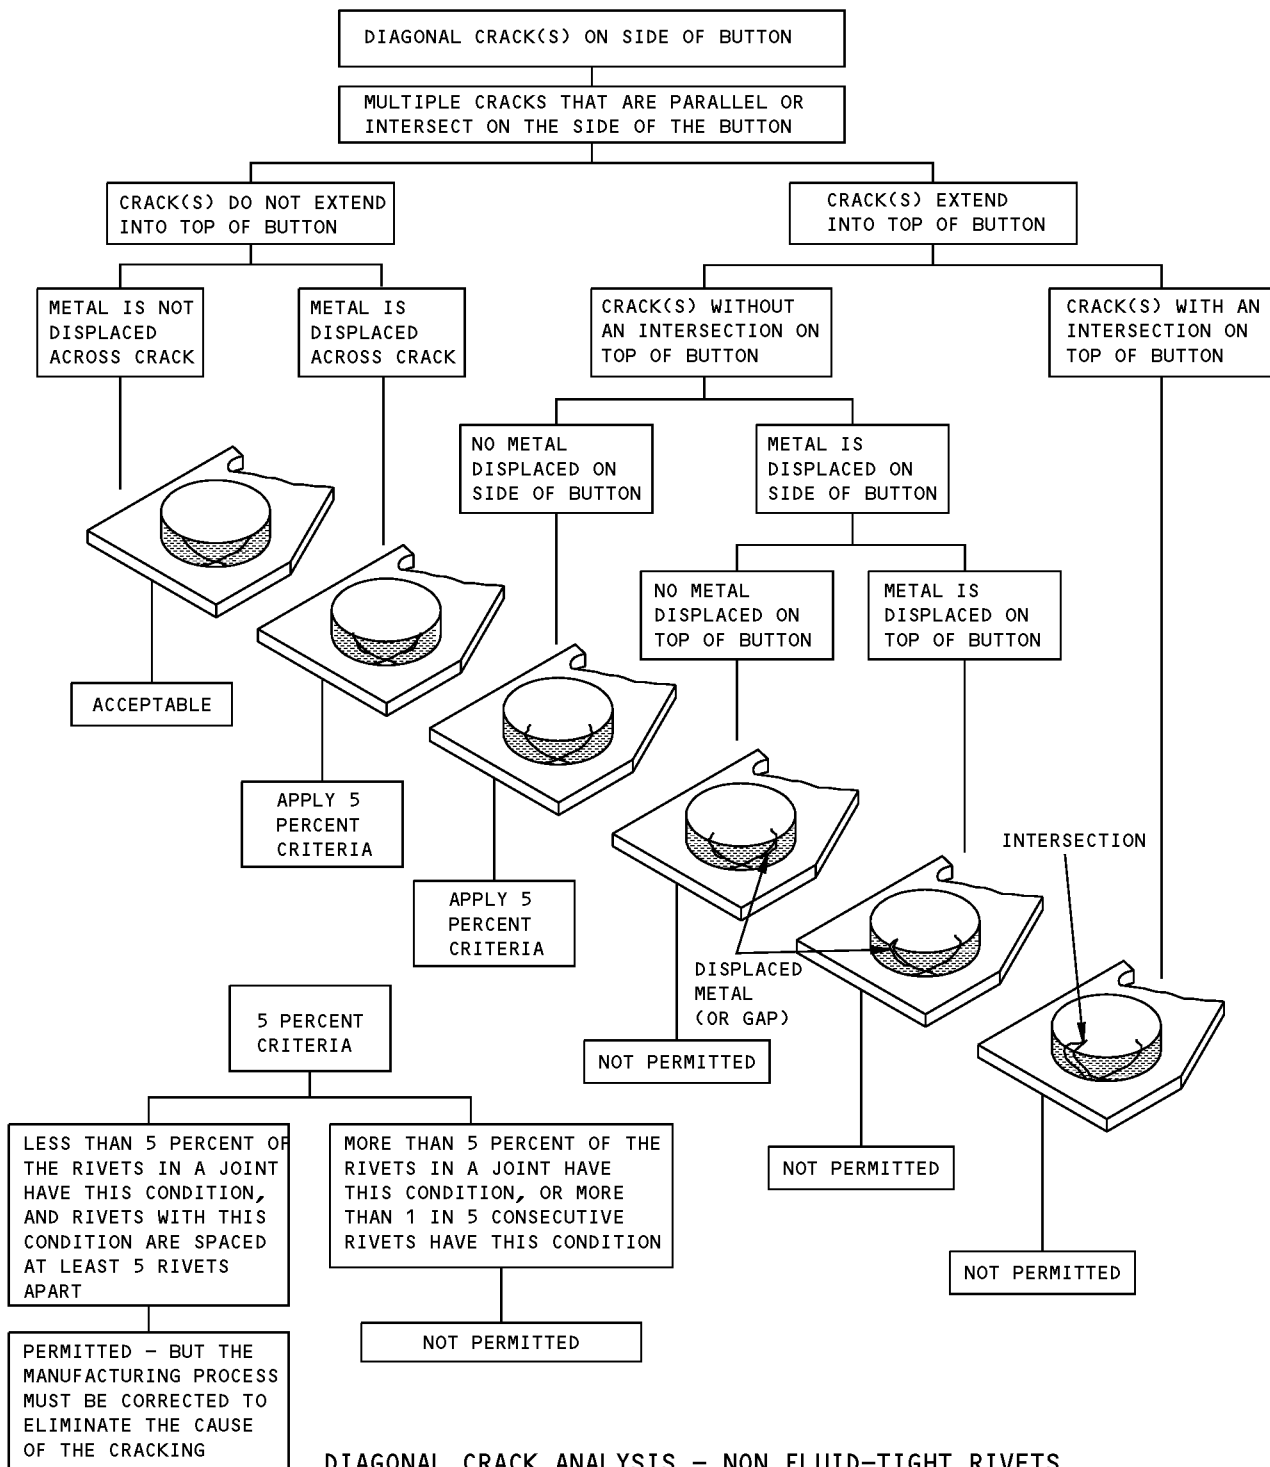 DIAGONAL CRACK(S) ON SIDE OF BUTTON
MULTIPLE CRACKS THAT ARE PARALLEL OR
INTERSECT ON THE SIDE OF THE BUTTON
CRACK(S) DO NOT EXTEND
INTO TOP OF BUTTON
CRACK(S) EXTEND
INTO TOP OF BUTTON
METAL IS NOT
DISPLACED
ACROSS CRACK
METAL IS
DISPLACED
ACROSS CRACK
CRACK(S) WITHOUT
AN INTERSECTION ON
TOP OF BUTTON
CRACK(S) WITH AN
INTERSECTION ON
TOP OF BUTTON
NO METAL
DISPLACED ON
SIDE OF BUTTON
METAL IS
DISPLACED ON
SIDE OF BUTTON
NO METAL
DISPLACED ON
TOP OF BUTTON
METAL IS
DISPLACED ON
TOP OF BUTTON
ACCEPTABLE
APPLY 5
PERCENT
CRITERIA
APPLY 5
PERCENT
CRITERIA
INTERSECTION
DISPLACED
METAL
(OR GAP)
NOT PERMITTED
NOT PERMITTED
NOT PERMITTED
5 PERCENT
CRITERIA
LESS THAN 5 PERCENT OF
THE RIVETS IN A JOINT
HAVE THIS CONDITION,
AND RIVETS WITH THIS
CONDITION ARE SPACED
AT LEAST 5 RIVETS
APART
MORE THAN 5 PERCENT OF THE
RIVETS IN A JOINT HAVE
THIS CONDITION, OR MORE
THAN 1 IN 5 CONSECUTIVE
RIVETS HAVE THIS CONDITION
NOT PERMITTED
PERMITTED – BUT THE
MANUFACTURING PROCESS
MUST BE CORRECTED TO
ELIMINATE THE CAUSE
OF THE CRACKING
DIAGONAL CRACK ANALYSIS – NON FLUID–TIGHT RIVETS